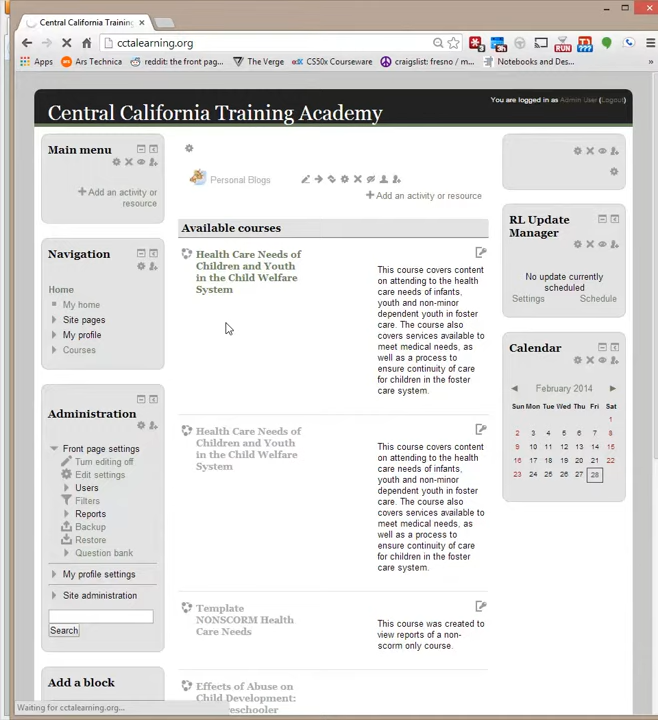 Central California Training
cctalearning.org
Apps
Ars Technica
reddit: the front pag...
The Verge
CS50x Courseware
craigslist: fresno / m...
Notebooks and Des...
You are logged in as Admin User (Logout)
Central California Training Academy
Main menu
Add an activity or
resource
Navigation
Home
My home
Site pages
My profile
Courses
Administration
Front page settings
Turn editing off
Edit settings
Users
Filters
Reports
Backup
Restore
Question bank
My profile settings
Site administration
Search
Add a block
Waiting for cctalearning.org...
Personal Blogs
Add an activity or resource
Available courses
Health Care Needs of
Children and Youth
in the Child Welfare
System
This course covers content
on attending to the health
care needs of infants,
youth and non-minor
dependent youth in foster
care. The course also
covers services available to
meet medical needs, as
well as a process to
ensure continuity of care
for children in the foster
care system.
Health Care Needs of
Children and Youth
in the Child Welfare
System
This course covers content
on attending to the health
care needs of infants,
youth and non-minor
dependent youth in foster
care. The course also
covers services available to
meet medical needs, as
well as a process to
ensure continuity of care
for children in the foster
care system.
Template
NONSCORM Health
Care Needs
This course was created to
view reports of a non-
scorm only course.
Effects of Abuse on
Child Development:
RL Update
Manager
No update currently
scheduled
Settings
Schedule
Calendar
February 2014
Sun Mon Tue Wed Thu Fri Sat
1
2 3 4 5 6 7 8
9 10 11 12 13 14 15
16 17 18 19 20 21 22
23 24 25 26 27 28